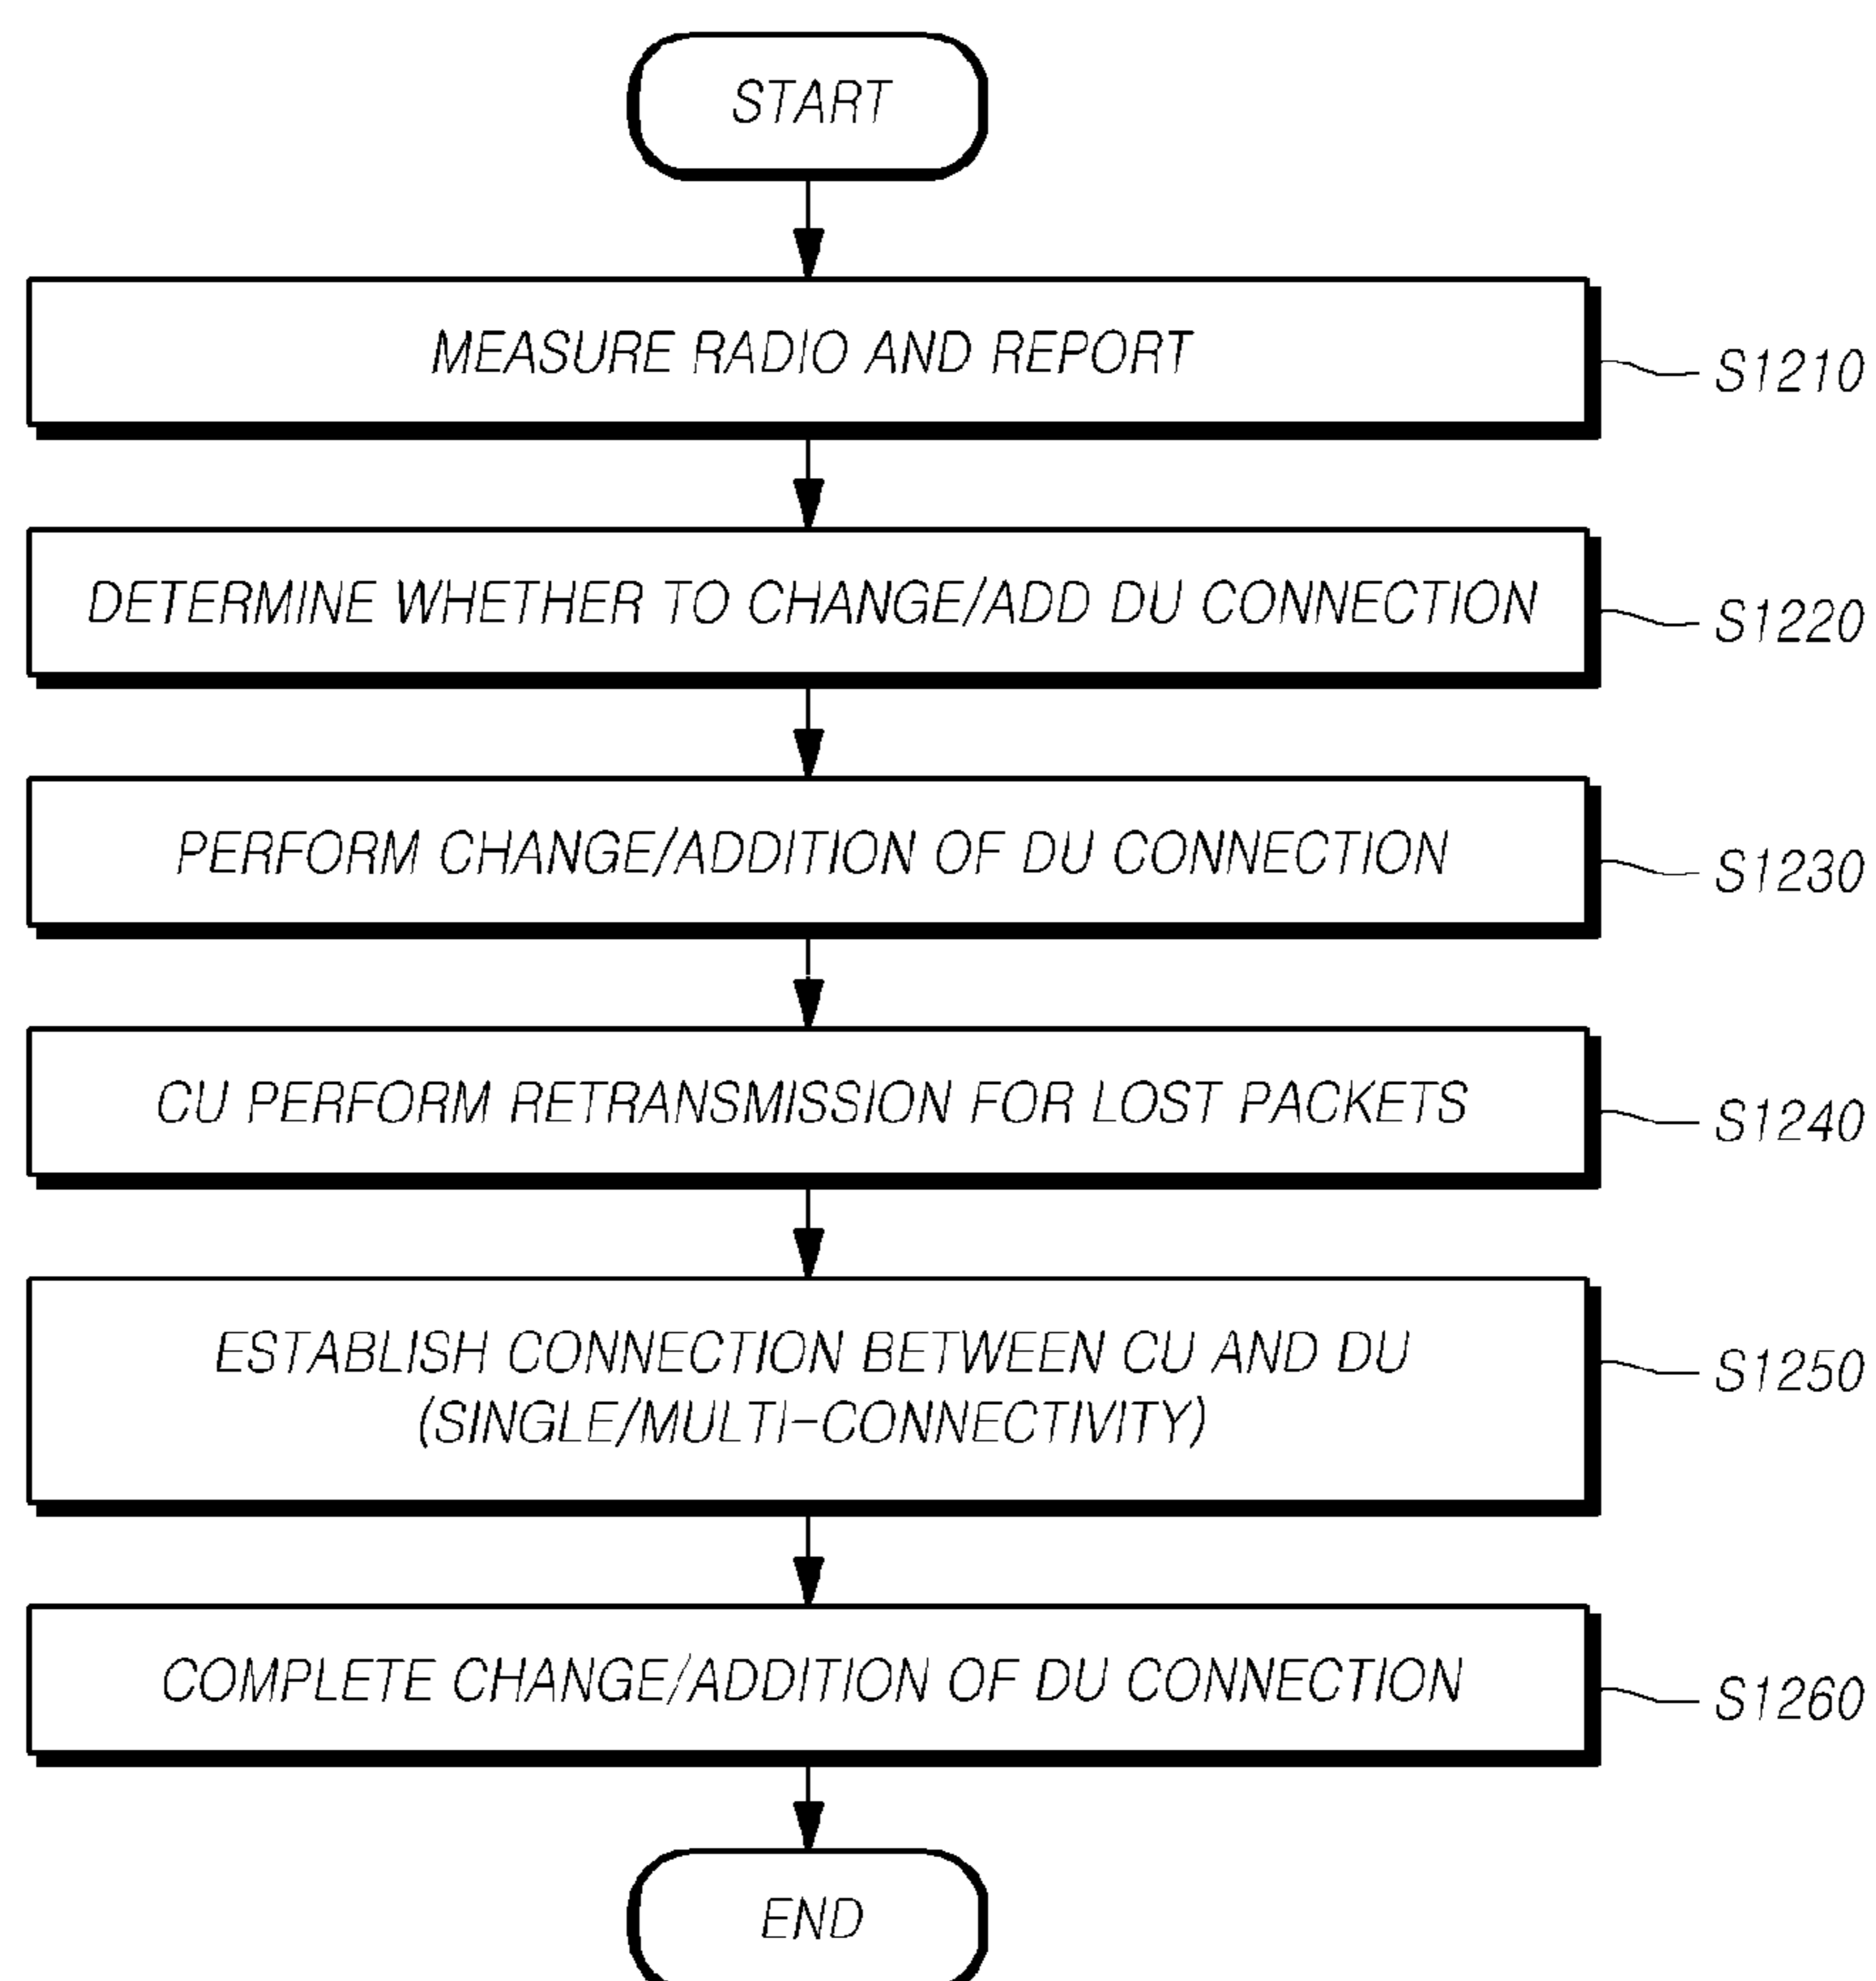 START
MEASURE RADIO AND REPORT
S1210
DETERMINE WHETHER TO CHANGE/ADD DU CONNECTION
S1220
PERFORM CHANGE/ADDITION OF DU CONNECTION
S1230
CU PERFORM RETRANSMISSION FOR LOST PACKETS
S1240
ESTABLISH CONNECTION BETWEEN CU AND DU
(SINGLE/MULTI-CONNECTIVITY)
S1250
COMPLETE CHANGE/ADDITION OF DU CONNECTION
S1260
END